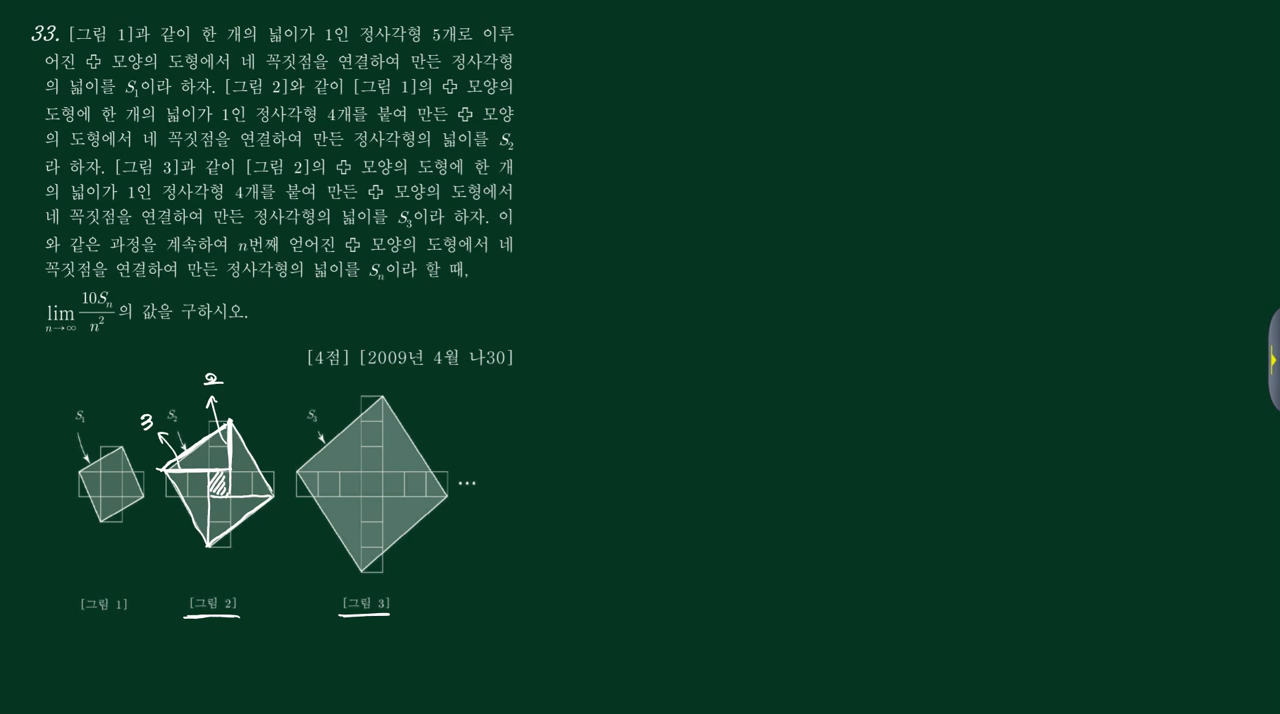 33. [그림 1]과 같이 한 개의 넓이가 1인 정사각형 5개로 이루
어진 ✚ 모양의 도형에서 네 꼭짓점을 연결하여 만든 정사각형
의 넓이를 S₁이라 하자. [그림 2]와 같이 [그림 1]의 ✚ 모양의
도형에 한 개의 넓이가 1인 정사각형 4개를 붙여 만든 ✚ 모양
의 도형에서 네 꼭짓점을 연결하여 만든 정사각형의 넓이를 S₂
라 하자. [그림 3]과 같이 [그림 2]의 ✚ 모양의 도형에 한 개
의 넓이가 1인 정사각형 4개를 붙여 만든 ✚ 모양의 도형에서
네 꼭짓점을 연결하여 만든 정사각형의 넓이를 S₃이라 하자. 이
와 같은 과정을 계속하여 n번째 얻어진 ✚ 모양의 도형에서 네
꼭짓점을 연결하여 만든 정사각형의 넓이를 Sₙ이라 할 때,
lim n→∞ 10Sₙ/n² 의 값을 구하시오.
[4점] [2009년 4월 나30]
2
3
S₁ S₂ S₃
...
[그림 1] [그림 2] [그림 3]